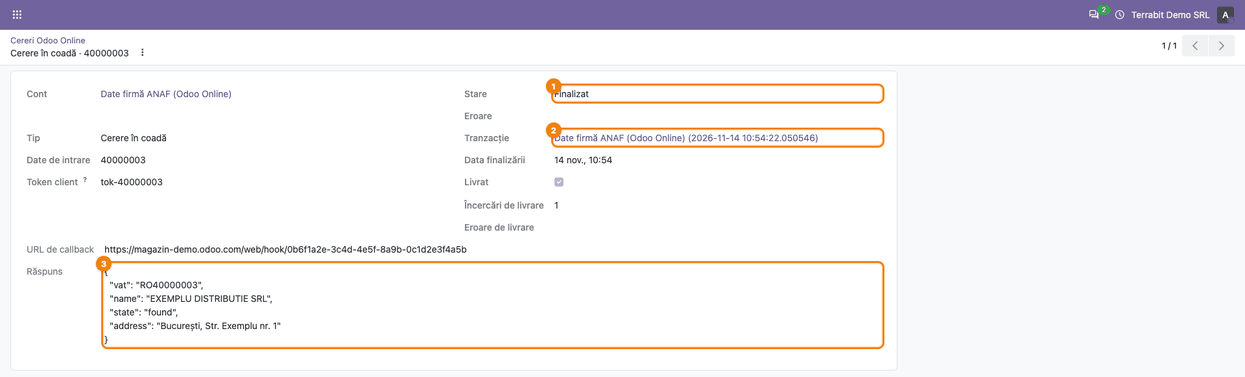 2
Terrabit Demo SRL
A
Cereri Odoo Online
Cerere în coadă - 40000003
1 / 1
Cont
Date firmă ANAF (Odoo Online)
Stare
1
Finalizat
Eroare
Tip
Cerere în coadă
Tranzacție
2
Date firmă ANAF (Odoo Online) (2026-11-14 10:54:22.050546)
Date de intrare
40000003
Data finalizării
14 nov., 10:54
Token client ?
tok-40000003
Livrat
Încercări de livrare
1
Eroare de livrare
URL de callback
https://magazin-demo.odoo.com/web/hook/0b6f1a2e-3c4d-4e5f-8a9b-0c1d2e3f4a5b
Răspuns
3
{
"vat": "RO40000003",
"name": "EXEMPLU DISTRIBUTIE SRL",
"state": "found",
"address": "București, Str. Exemplu nr. 1"
}